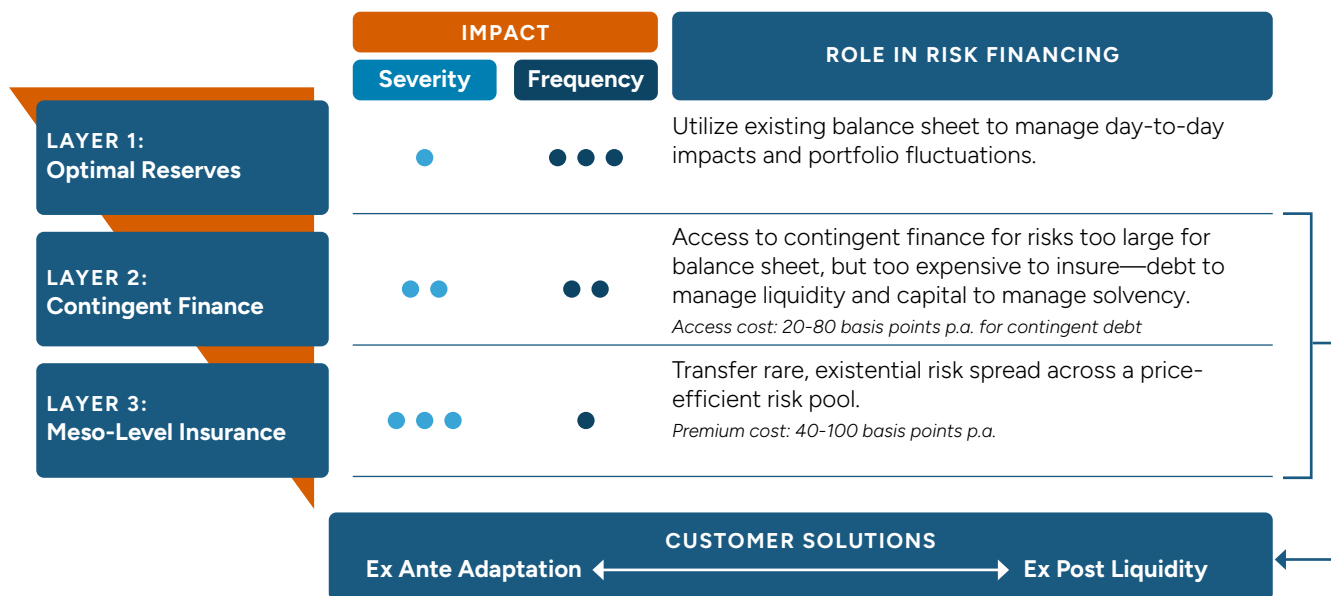 IMPACT
Severity
Frequency
ROLE IN RISK FINANCING
LAYER 1:
Optimal Reserves
Utilize existing balance sheet to manage day-to-day
impacts and portfolio fluctuations.
LAYER 2:
Contingent Finance
Access to contingent finance for risks too large for
balance sheet, but too expensive to insure—debt to
manage liquidity and capital to manage solvency.
Access cost: 20-80 basis points p.a. for contingent debt
LAYER 3:
Meso-Level Insurance
Transfer rare, existential risk spread across a price-
efficient risk pool.
Premium cost: 40-100 basis points p.a.
CUSTOMER SOLUTIONS
Ex Ante Adaptation
Ex Post Liquidity